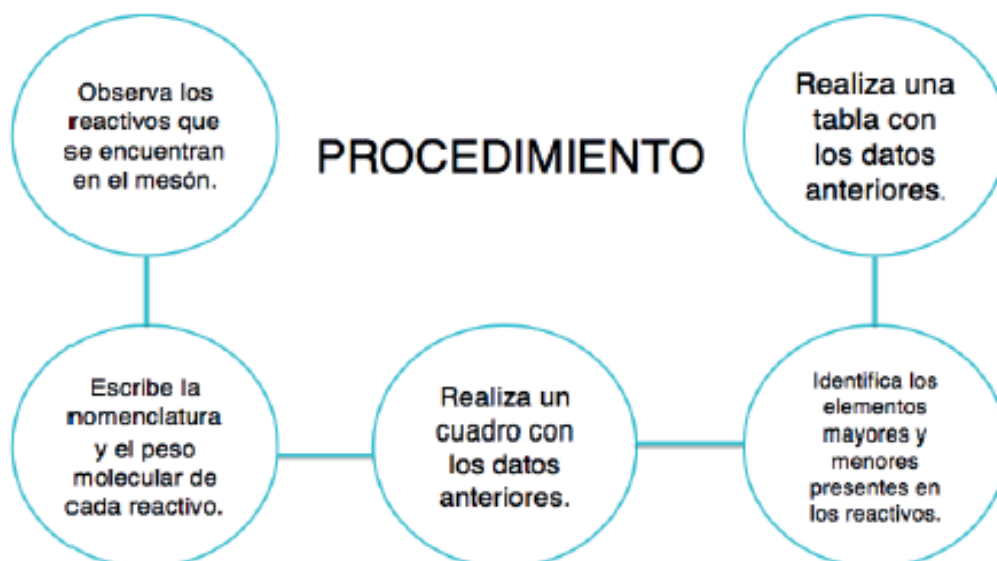 PROCEDIMIENTO
Observa los
reactivos que
se encuentran
en el mesón.
Escribe la
nomenclatura
y el peso
molecular de
cada reactivo.
Realiza un
cuadro con
los datos
anteriores.
Identifica los
elementos
mayores y
menores
presentes en
los reactivos.
Realiza una
tabla con
los datos
anteriores.